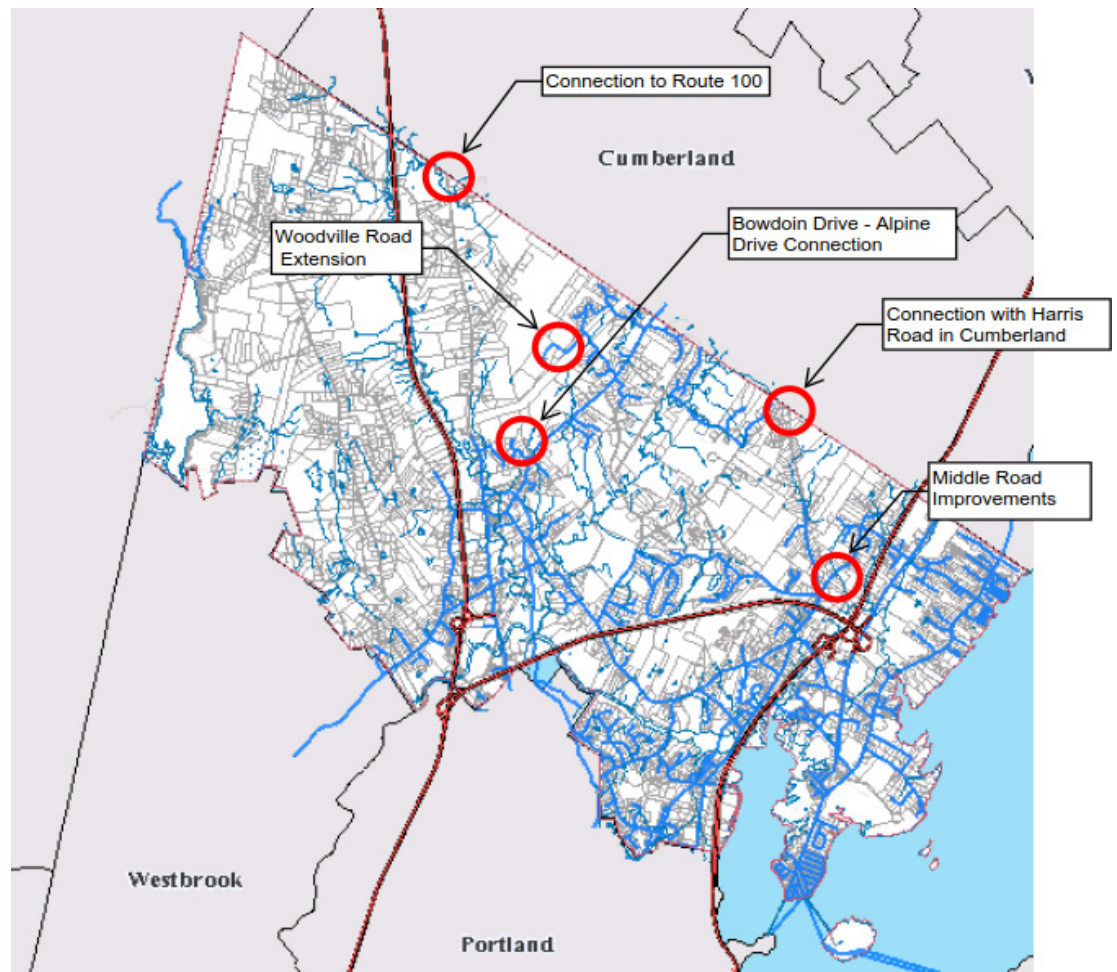 Connection to Route 100
Y
Cumberland
Woodville Road
Extension
Bowdoin Drive - Alpine
Drive Connection
Connection with Harris
Road in Cumberland
Middle Road
Improvements
Westbrook
Portland